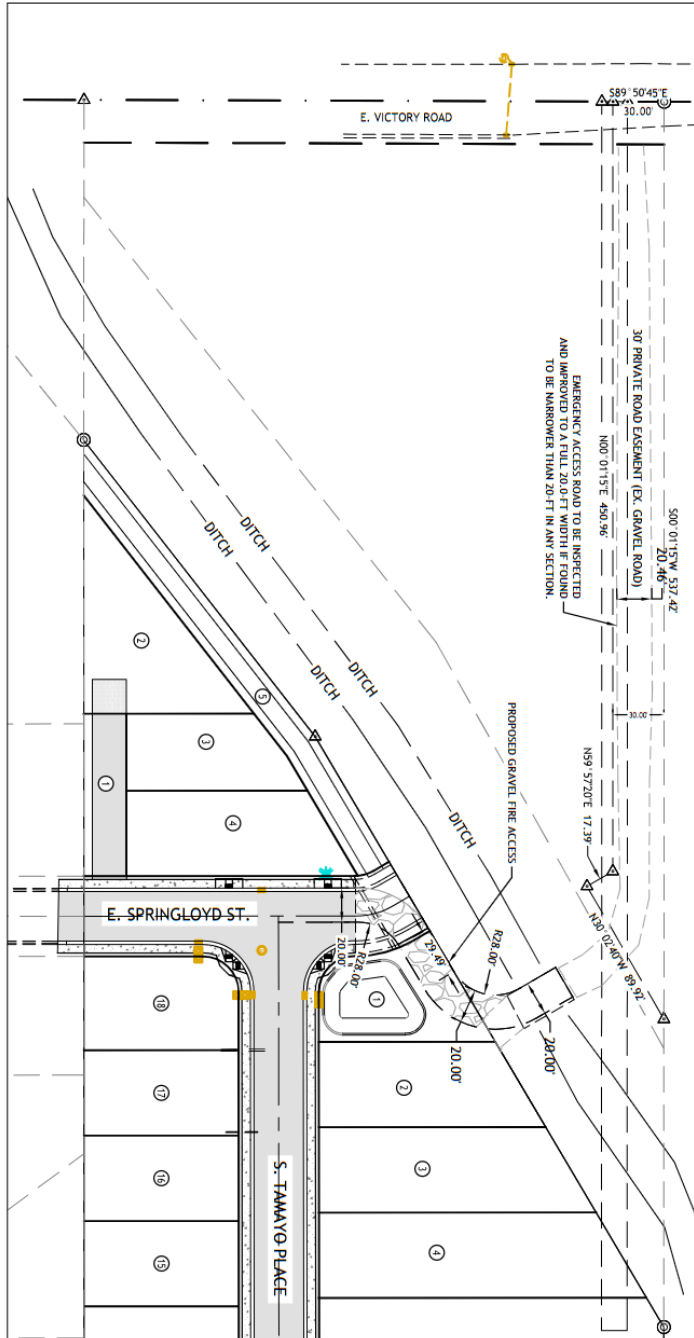 S89°50'45"E
30.00'
E. VICTORY ROAD
30' PRIVATE ROAD EASEMENT (EX. GRAVEL ROAD)
S00°01'15"W 537.42'
20.46'
EMERGENCY ACCESS ROAD TO BE INSPECTED
AND IMPROVED TO A FULL 20.0-FT WIDTH IF FOUND
TO BE NARROWER THAN 20-FT IN ANY SECTION.
N00°01'15"E 450.96'
DITCH
DITCH
DITCH
DITCH
DITCH
30.00'
N59°57'20"E 17.39'
PROPOSED GRAVEL FIRE ACCESS
N30°02'40"W 89.92'
2
5
3
1
4
E. SPRINGLOYD ST.
20.00'
R28.00'
29.49'
R28.00'
20.00'
20.00'
1
18
2
17
3
16
4
15
S. TAMAYO PLACE